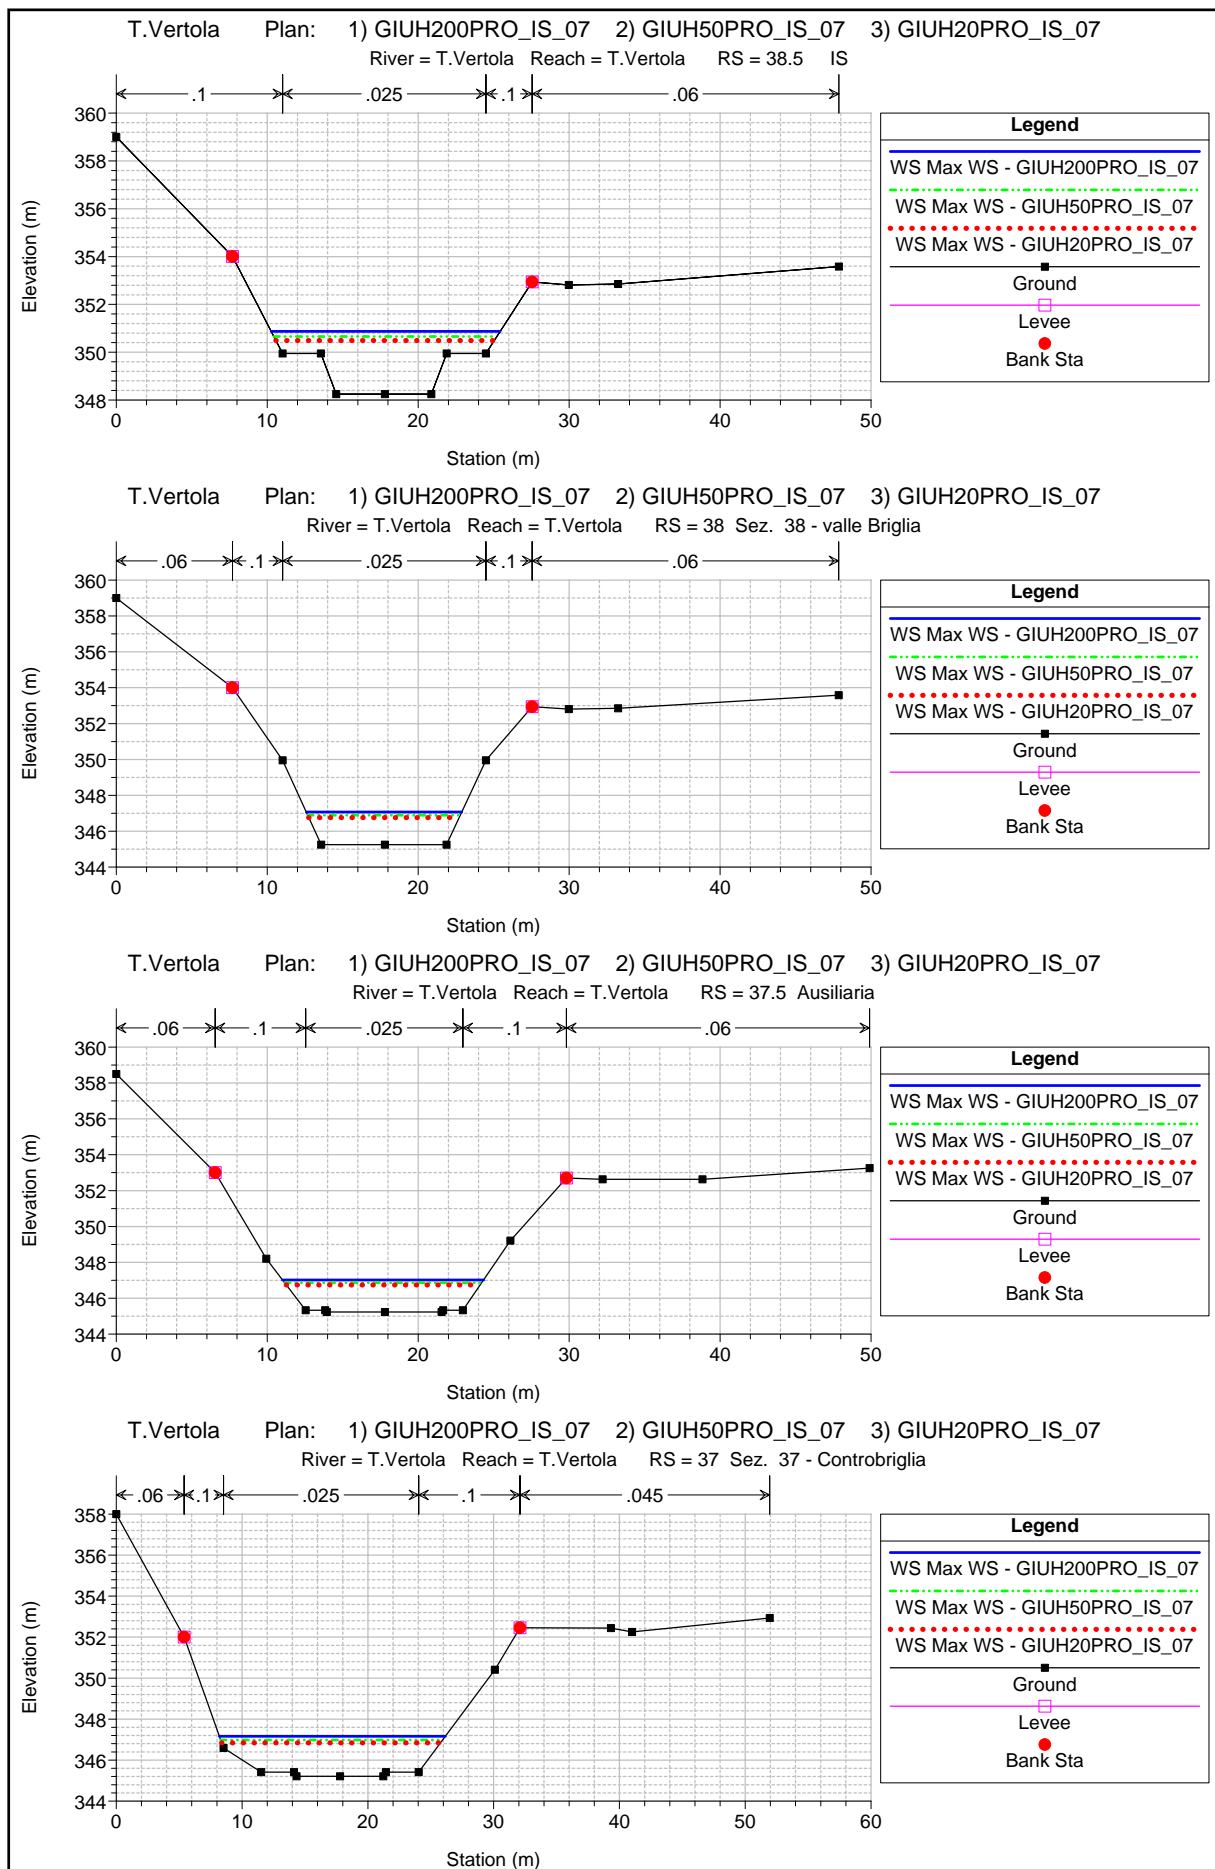 T.Vertola Plan: 1) GIUH200PRO_IS_07 2) GIUH50PRO_IS_07 3) GIUH20PRO_IS_07
River = T.Vertola Reach = T.Vertola RS = 38.5 IS
.1 .025 .1 .06
360
358
356
354
352
350
348
Elevation (m)
0 10 20 30 40 50
Station (m)
Legend
WS Max WS - GIUH200PRO_IS_07
WS Max WS - GIUH50PRO_IS_07
WS Max WS - GIUH20PRO_IS_07
Ground
Levee
Bank Sta
T.Vertola Plan: 1) GIUH200PRO_IS_07 2) GIUH50PRO_IS_07 3) GIUH20PRO_IS_07
River = T.Vertola Reach = T.Vertola RS = 38 Sez. 38 - valle Briglia
.06 .1 .025 .1 .06
360
358
356
354
352
350
348
346
344
Elevation (m)
0 10 20 30 40 50
Station (m)
Legend
WS Max WS - GIUH200PRO_IS_07
WS Max WS - GIUH50PRO_IS_07
WS Max WS - GIUH20PRO_IS_07
Ground
Levee
Bank Sta
T.Vertola Plan: 1) GIUH200PRO_IS_07 2) GIUH50PRO_IS_07 3) GIUH20PRO_IS_07
River = T.Vertola Reach = T.Vertola RS = 37.5 Ausiliaria
.06 .1 .025 .1 .06
360
358
356
354
352
350
348
346
344
Elevation (m)
0 10 20 30 40 50
Station (m)
Legend
WS Max WS - GIUH200PRO_IS_07
WS Max WS - GIUH50PRO_IS_07
WS Max WS - GIUH20PRO_IS_07
Ground
Levee
Bank Sta
T.Vertola Plan: 1) GIUH200PRO_IS_07 2) GIUH50PRO_IS_07 3) GIUH20PRO_IS_07
River = T.Vertola Reach = T.Vertola RS = 37 Sez. 37 - Controbriglia
.06 .1 .025 .1 .045
358
356
354
352
350
348
346
344
Elevation (m)
0 10 20 30 40 50 60
Station (m)
Legend
WS Max WS - GIUH200PRO_IS_07
WS Max WS - GIUH50PRO_IS_07
WS Max WS - GIUH20PRO_IS_07
Ground
Levee
Bank Sta